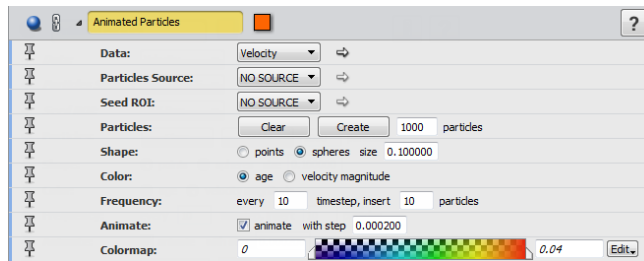 Animated Particles ?
Data: Velocity
Particles Source: NO SOURCE
Seed ROI: NO SOURCE
Particles: Clear Create 1000 particles
Shape: points spheres size 0.100000
Color: age velocity magnitude
Frequency: every 10 timestep, insert 10 particles
Animate: animate with step 0.000200
Colormap: 0 0.04 Edit